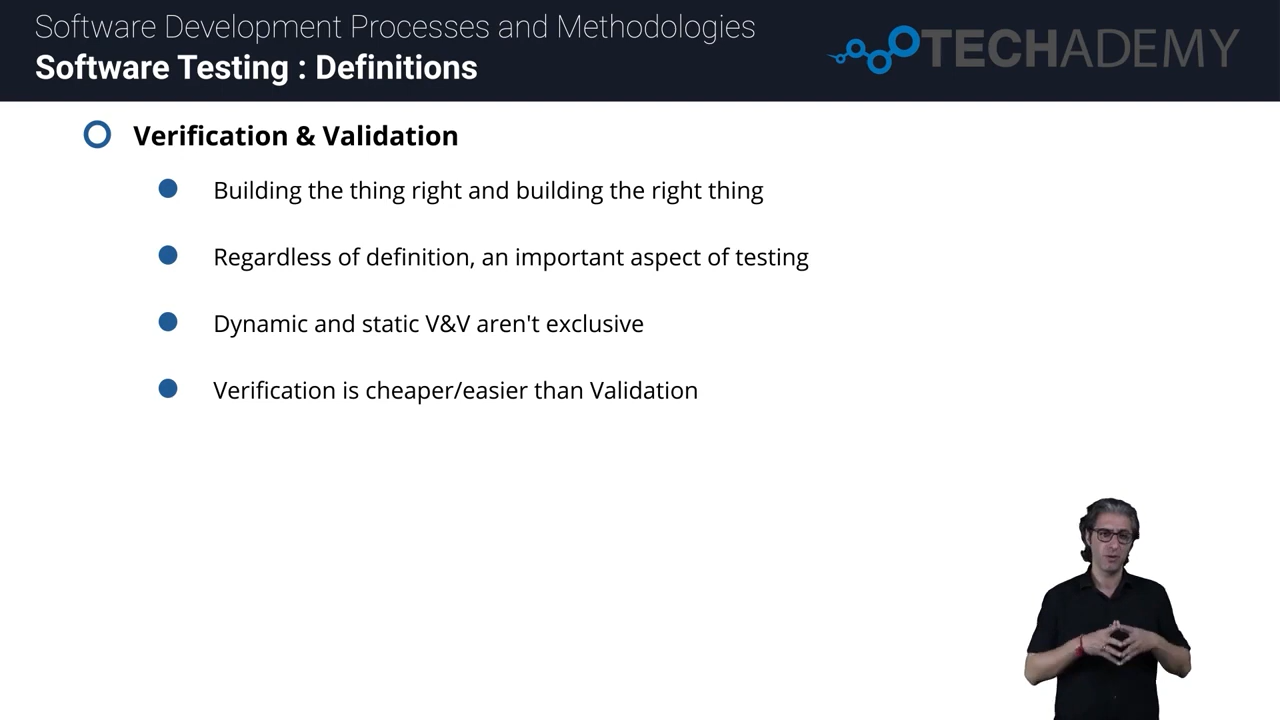 Software Development Processes and Methodologies
Software Testing : Definitions
TECHADEMY
Verification & Validation
Building the thing right and building the right thing
Regardless of definition, an important aspect of testing
Dynamic and static V&V aren't exclusive
Verification is cheaper/easier than Validation